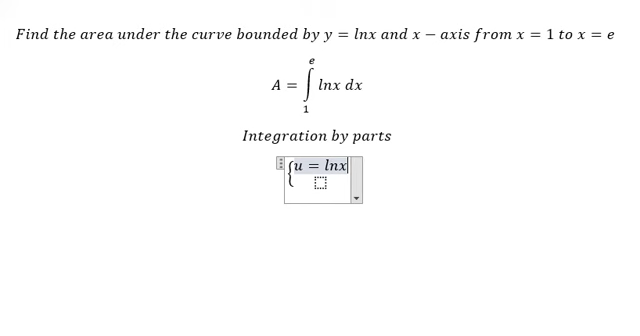 Find the area under the curve bounded by y = lnx and x − axis from x = 1 to x = e
A = ∫₁ᵉ lnx dx
Integration by parts
{u = lnx